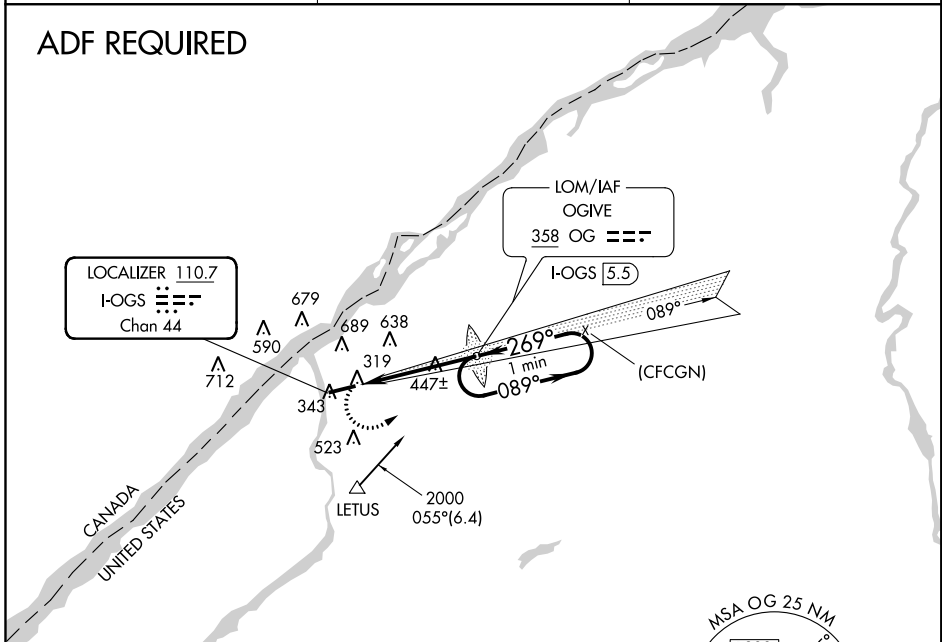 ADF REQUIRED
LOM/IAF
OGIVE
358 OG
I-OGS 5.5
LOCALIZER 110.7
I-OGS
Chan 44
679
590
689
638
712
319
447±
343
523
269°
1 min
089°
089°
(CFCGN)
LETUS
2000
055°(6.4)
CANADA
UNITED STATES
MSA OG 25 NM